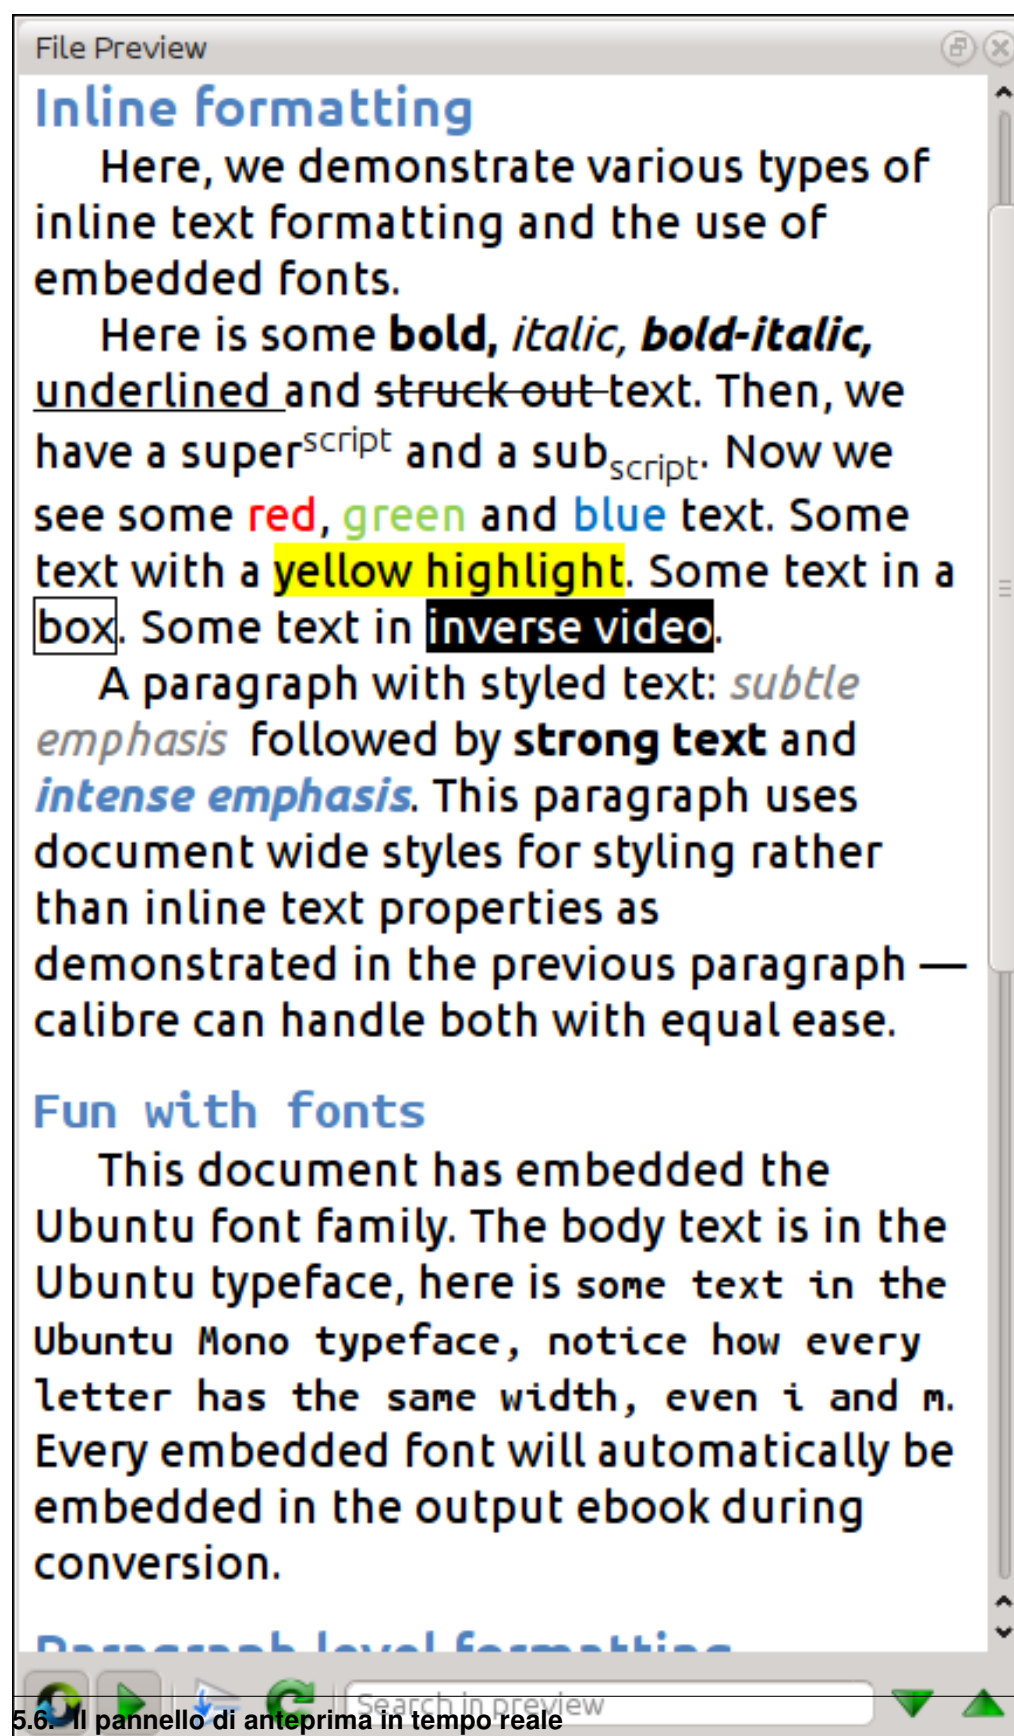 File Preview
Inline formatting
Here, we demonstrate various types of
inline text formatting and the use of
embedded fonts.
Here is some bold, italic, bold-italic,
underlined and struck out text. Then, we
have a superscript and a subscript. Now we
see some red, green and blue text. Some
text with a yellow highlight. Some text in a
box. Some text in inverse video.
A paragraph with styled text: subtle
emphasis followed by strong text and
intense emphasis. This paragraph uses
document wide styles for styling rather
than inline text properties as
demonstrated in the previous paragraph —
calibre can handle both with equal ease.
Fun with fonts
This document has embedded the
Ubuntu font family. The body text is in the
Ubuntu typeface, here is some text in the
Ubuntu Mono typeface, notice how every
letter has the same width, even i and m.
Every embedded font will automatically be
embedded in the output ebook during
conversion.
Paragraph level formatting
Search in preview
5.6. Il pannello di anteprima in tempo reale